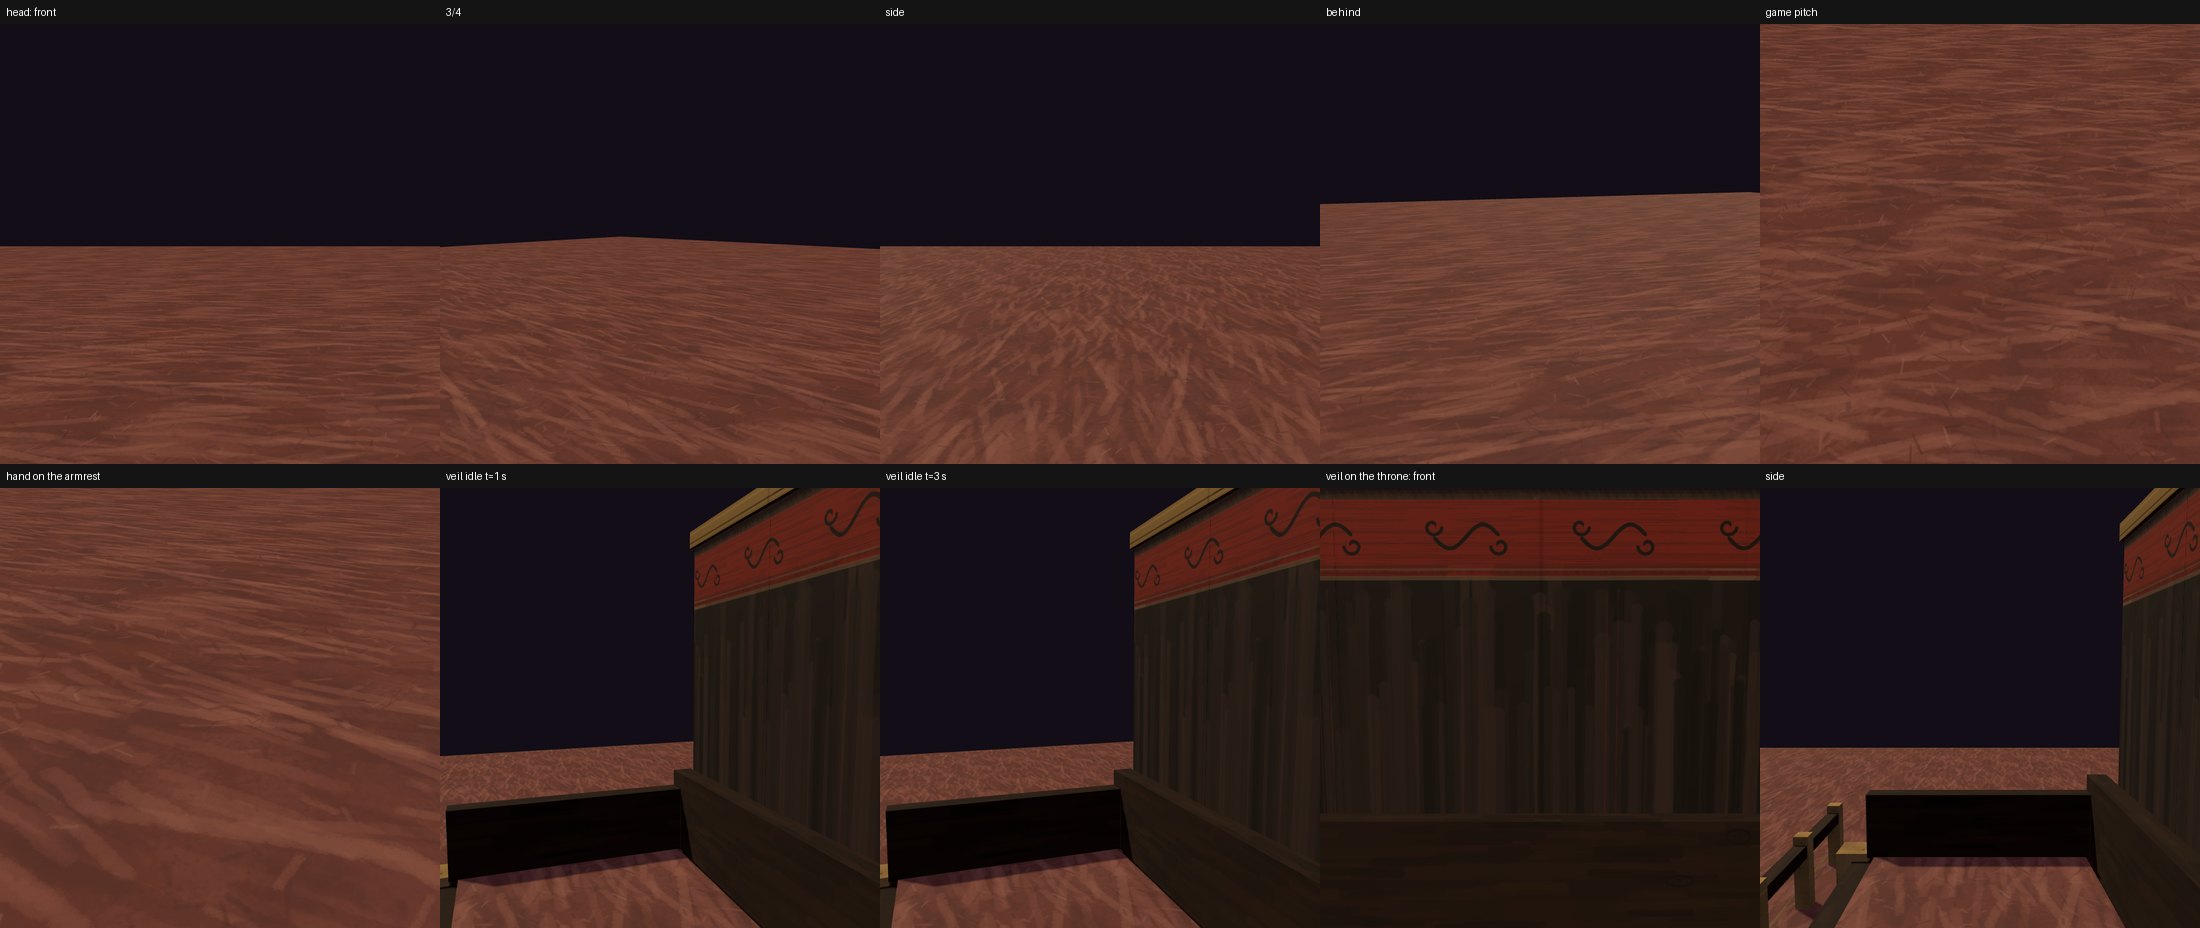 head: front
3/4
side
behind
game pitch
hand on the armrest
veil idle t=1 s
veil idle t=3 s
veil on the throne: front
side